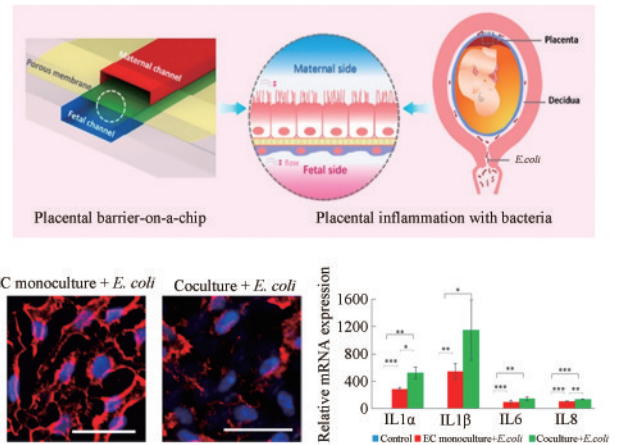 Maternal channel
Porous membrane
Fetal channel
Maternal side
flow
Fetal side
Placenta
Decidua
E.coli
Placental barrier-on-a-chip
Placental inflammation with bacteria
C monoculture + E. coli
Coculture + E. coli
Relative mRNA expression
1600
1200
800
400
0
***
**
*
**
*
***
**
***
***
**
IL1α
IL1β
IL6
IL8
Control
EC monoculture+E.coli
Coculture+E.coli